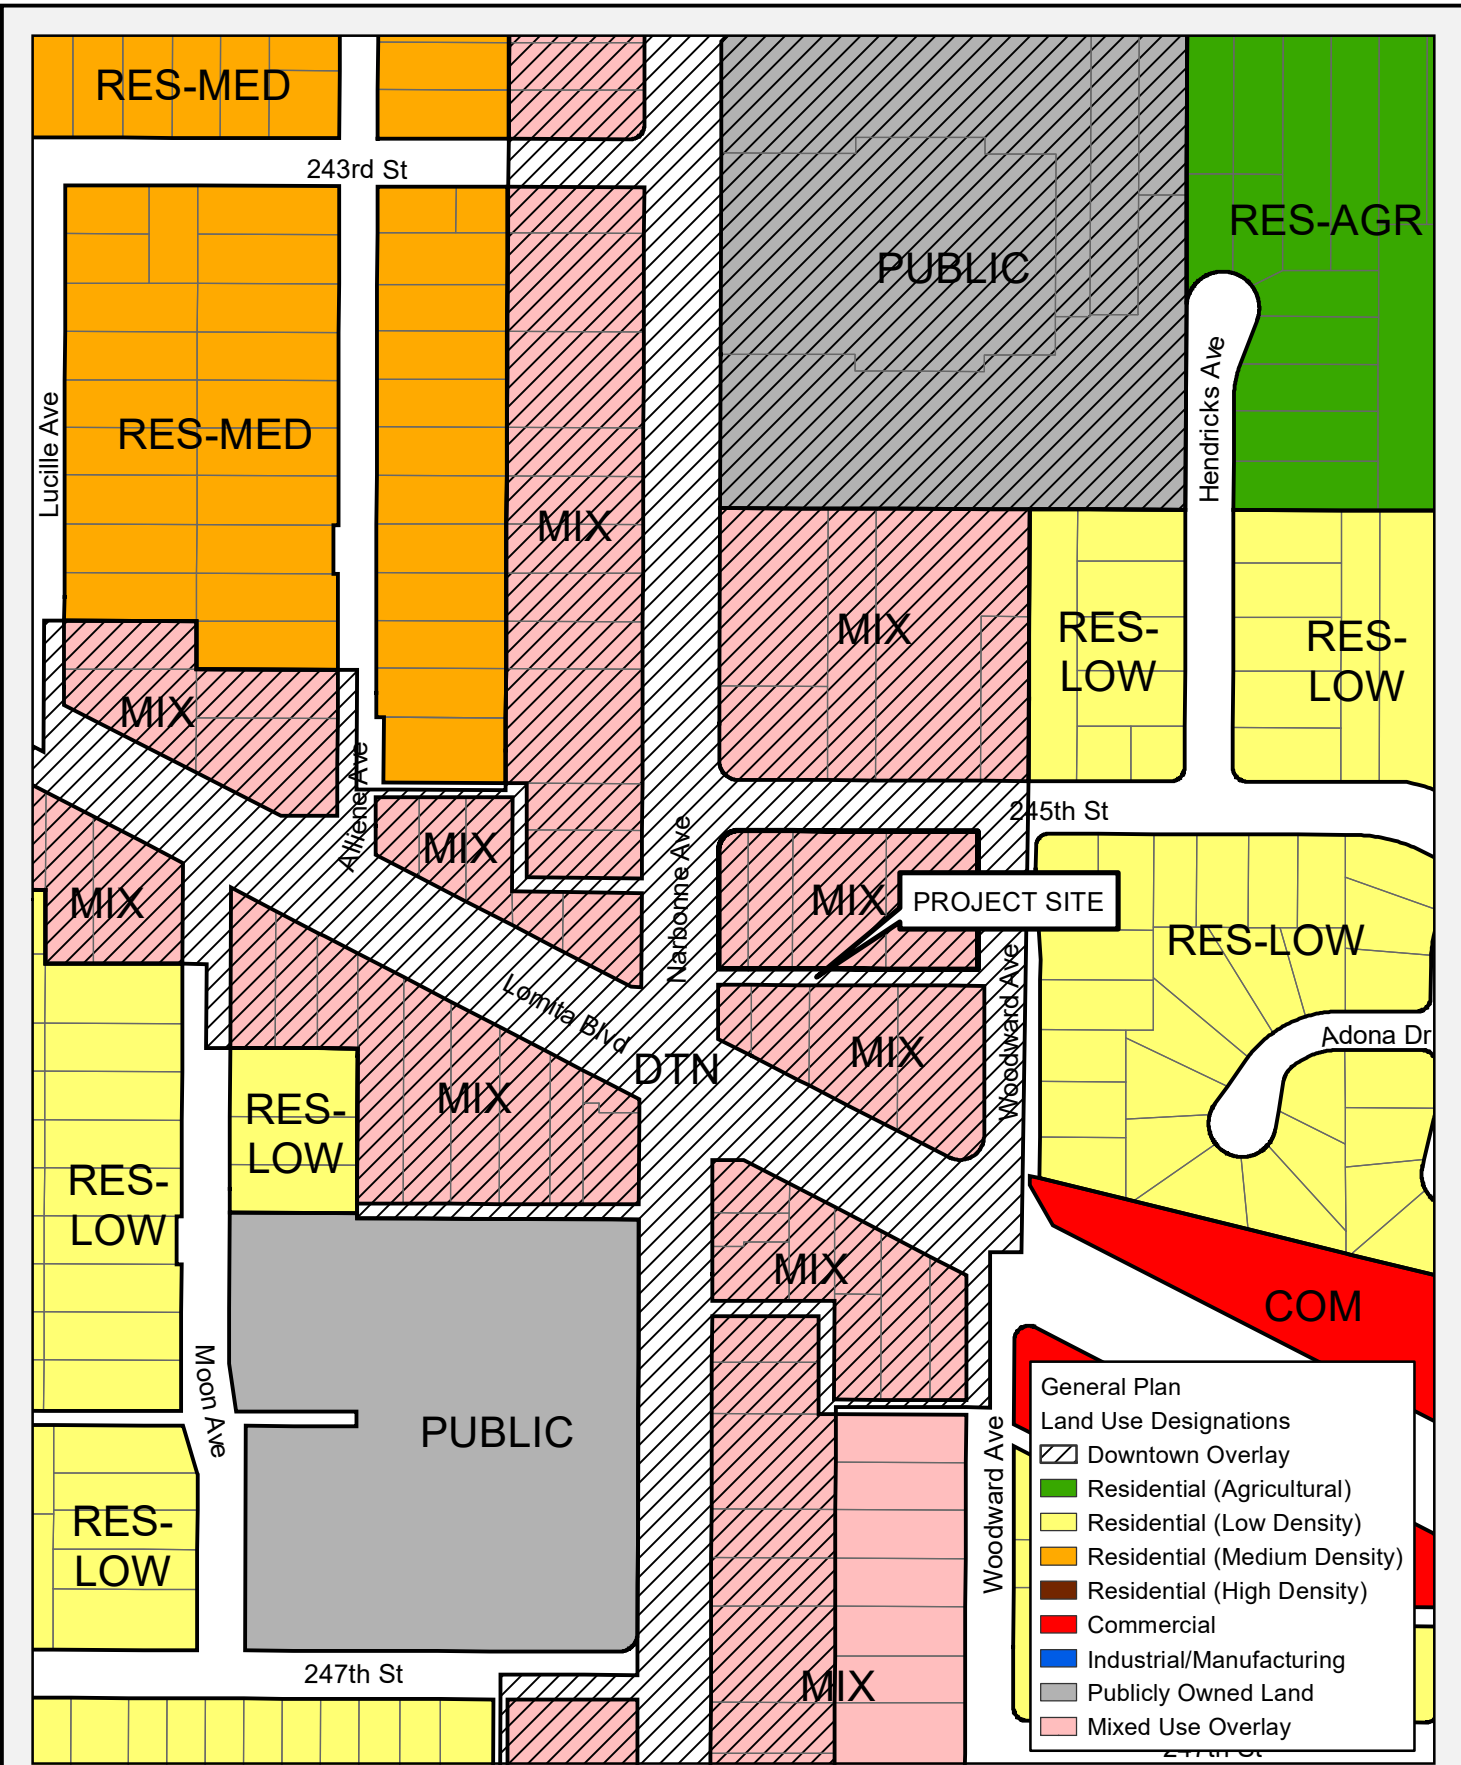 RES-MED
243rd St
RES-AGR
PUBLIC
Hendricks Ave
Lucille Ave
RES-MED
MIX
MIX
RES-
LOW
RES-
LOW
MIX
Alliene Ave
245th St
MIX
Narbonne Ave
MIX
PROJECT SITE
MIX
RES-LOW
Woodward Ave
Lomita Blvd
Adona Dr
DTN
MIX
MIX
RES-
LOW
RES-
LOW
MIX
COM
Moon Ave
PUBLIC
Woodward Ave
RES-
LOW
247th St
MIX
General Plan
Land Use Designations
Downtown Overlay
Residential (Agricultural)
Residential (Low Density)
Residential (Medium Density)
Residential (High Density)
Commercial
Industrial/Manufacturing
Publicly Owned Land
Mixed Use Overlay
247th St